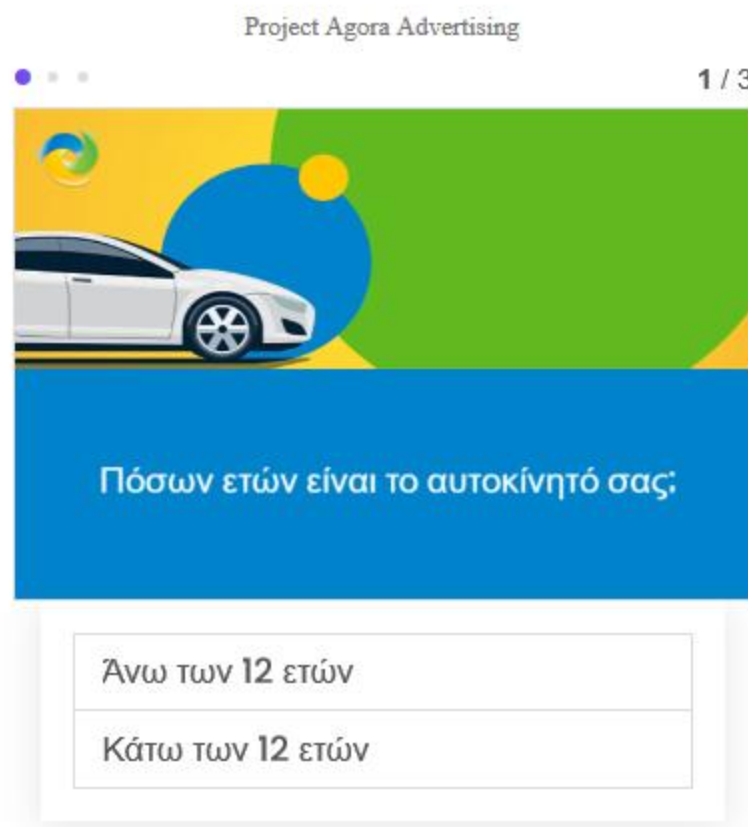 Project Agora Advertising
1 / 3
Πόσων ετών είναι το αυτοκίνητό σας;
Άνω των 12 ετών
Κάτω των 12 ετών